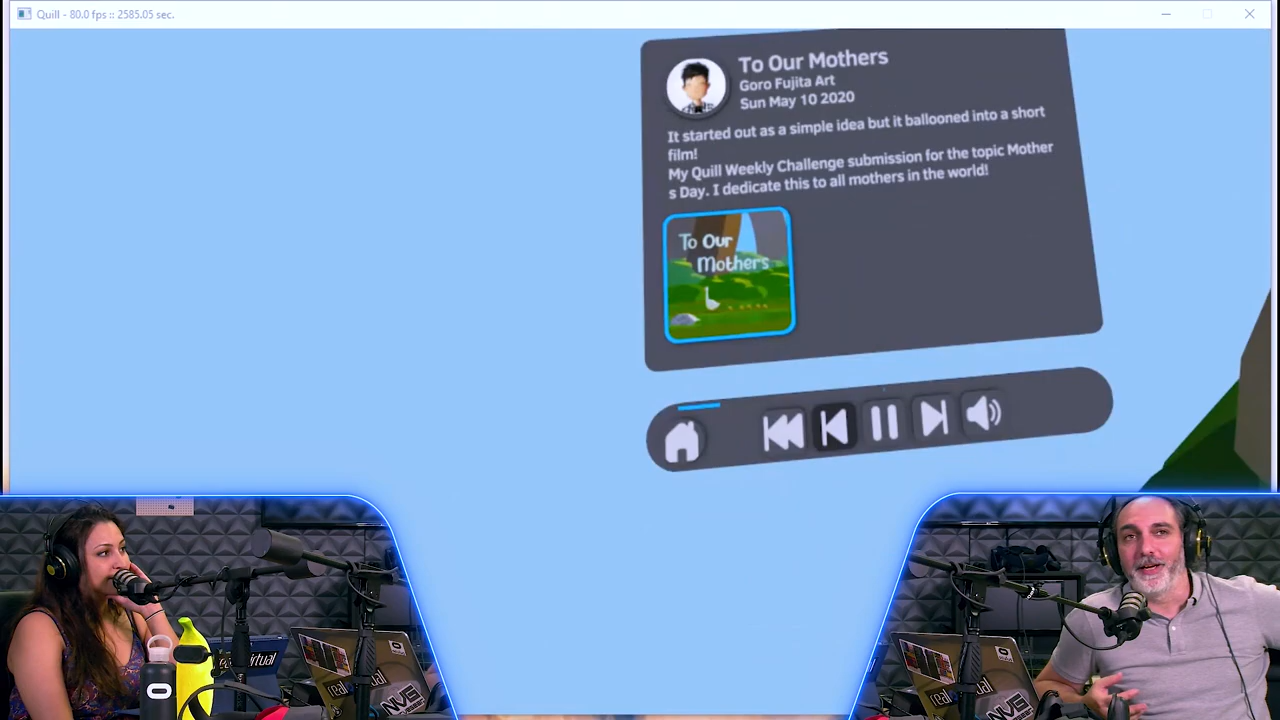 Quill - 80.0 fps :: 2585.05 sec.
To Our Mothers
Goro Fujita Art
Sun May 10 2020
It started out as a simple idea but it ballooned into a short
film!
My Quill Weekly Challenge submission for the topic Mother
s Day. I dedicate this to all mothers in the world!
To Our
Mothers
NVE
NVE